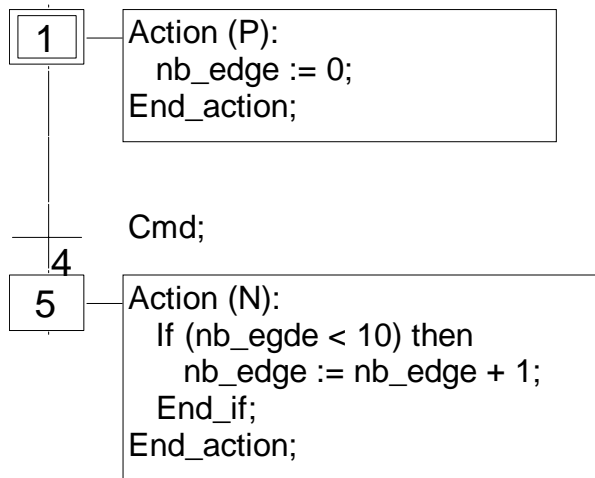 1
Action (P):
nb_edge := 0;
End_action;
Cmd;
4
5
Action (N):
If (nb_egde < 10) then
nb_edge := nb_edge + 1;
End_if;
End_action;